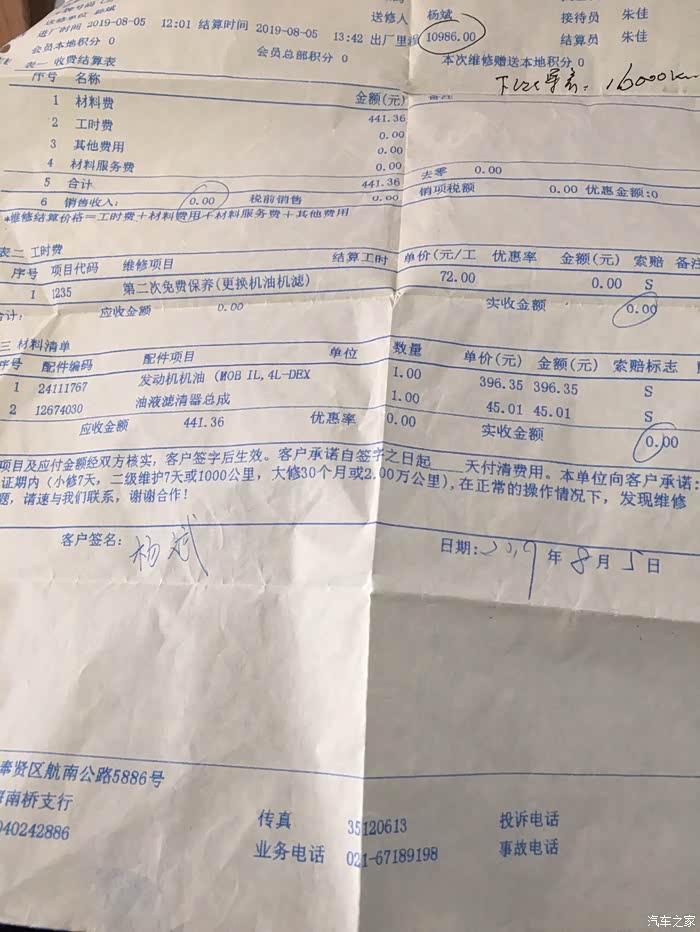 送修人 杨斌 接待员 朱佳
进厂时间 2019-08-05 12:01 结算时间 2019-08-05 13:42 出厂里程 10986.00 结算员 朱佳
会员本地积分 0 会员总部积分 0 本次维修赠送本地积分 0
表一 收费结算表
16000km
序号 名称 金额(元) 备注
1 材料费 441.36
2 工时费 0.00
3 其他费用 0.00
4 材料服务费 0.00 去零 0.00
5 合计 441.36 销项税额 0.00 优惠金额:0
6 销售收入: 0.00 税前销售 0.00
*维修结算价格=工时费+材料费用+材料服务费+其他费用
表二 工时费
序号 项目代码 维修项目 结算工时 单价(元/工 优惠率 金额(元) 索赔 备注
1 1235 第二次免费保养(更换机油机滤) 72.00 0.00 S
合计: 应收金额 0.00 实收金额 0.00
三 材料清单
序号 配件编码 配件项目 单位 数量 单价(元) 金额(元) 索赔标志
1 24111767 发动机机油 (MOB IL,4L-DEX 1.00 396.35 396.35 S
2 12674030 油液滤清器总成 1.00 45.01 45.01 S
应收金额 441.36 优惠率 0.00 实收金额 0.00
项目及应付金额经双方核实，客户签字后生效。客户承诺自签字之日起____天付清费用。本单位向客户承诺:
证期内（小修7天，二级维护7天或1000公里，大修30个月或2.00万公里),在正常的操作情况下，发现维修
题，请速与我们联系，谢谢合作！
客户签名: 杨斌 日期: 2019 年 8 月 5 日
奉贤区航南公路5886号
南桥支行
040242886 传真 35120613 投诉电话
业务电话 021-67189198 事故电话
汽车之家